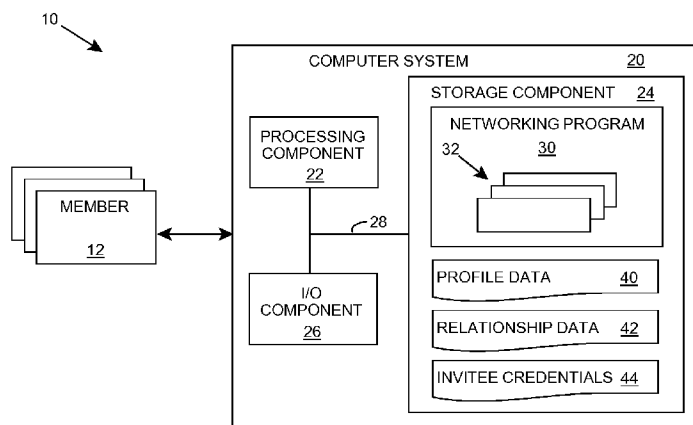 10
COMPUTER SYSTEM 20
STORAGE COMPONENT 24
NETWORKING PROGRAM
30
32
PROCESSING
COMPONENT
22
MEMBER
12
28
I/O
COMPONENT
26
PROFILE DATA 40
RELATIONSHIP DATA 42
INVITEE CREDENTIALS 44